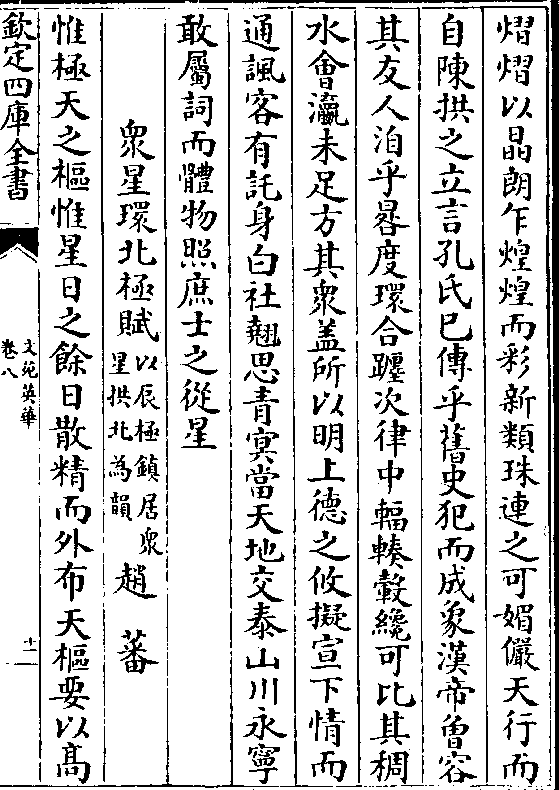 熠熠以晶朗乍煌煌而彩新類珠連之可媚儼天行而
自陳拱之立言孔氏已傳乎舊史犯而成象漢帝曽容
其友人洎乎晷度環合躔次律中輻輳轂纔可比其稠
水會瀛未足方其衆盖所以明上德之攸擬宣下情而
通諷客有託身白社翹思青㝠當天地交泰山川永寧
敢屬詞而體物照庶士之從星
衆星環北極賦以辰極鎮居衆星拱北為韻 趙蕃
惟極天之樞惟星日之餘日散精而外布天樞要以髙
欽定四庫全書
文苑英華
卷八
十一